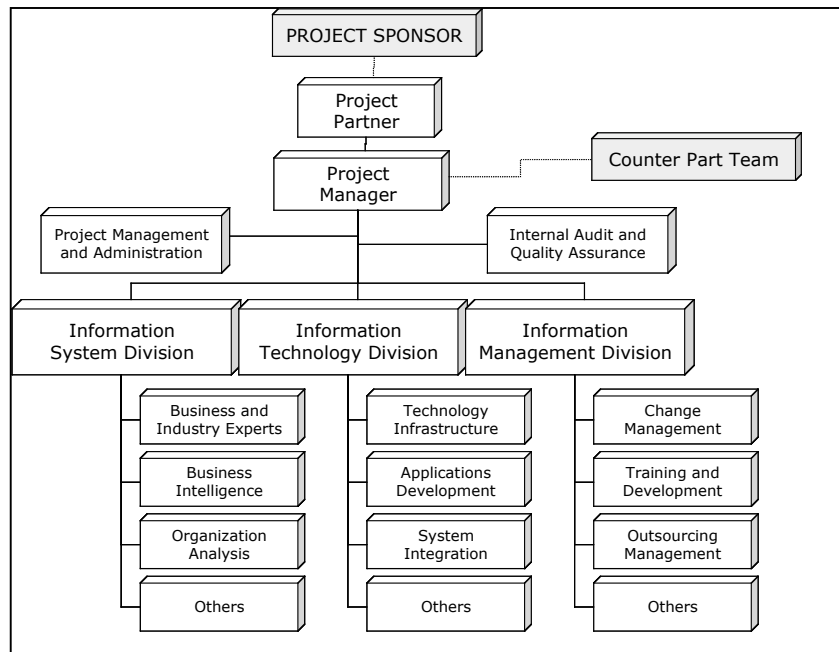 PROJECT SPONSOR
Project
Partner
Project
Manager
Counter Part Team
Project Management
and Administration
Internal Audit and
Quality Assurance
Information
System Division
Information
Technology Division
Information
Management Division
Business and
Industry Experts
Technology
Infrastructure
Change
Management
Business
Intelligence
Applications
Development
Training and
Development
Organization
Analysis
System
Integration
Outsourcing
Management
Others
Others
Others